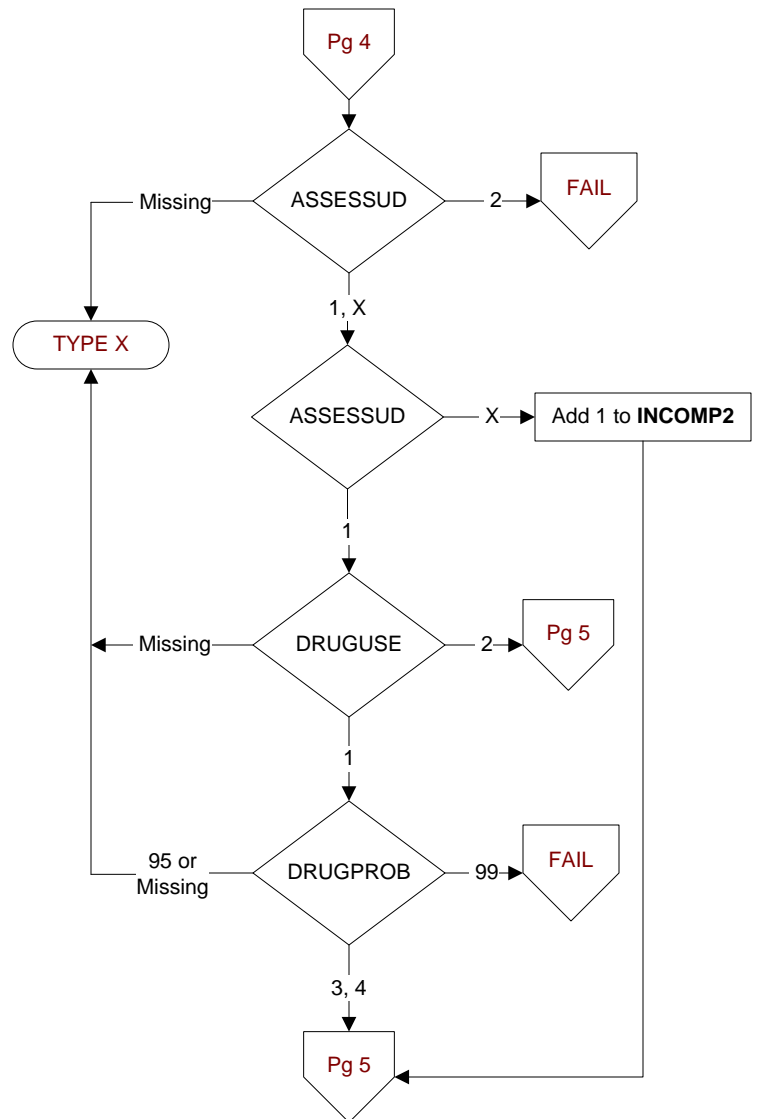 Pg 4
Missing
ASSESSUD
2
FAIL
1, X
TYPE X
ASSESSUD
X
Add 1 to INCOMP2
1
Missing
DRUGUSE
2
Pg 5
1
95 or
Missing
DRUGPROB
99
FAIL
3, 4
Pg 5